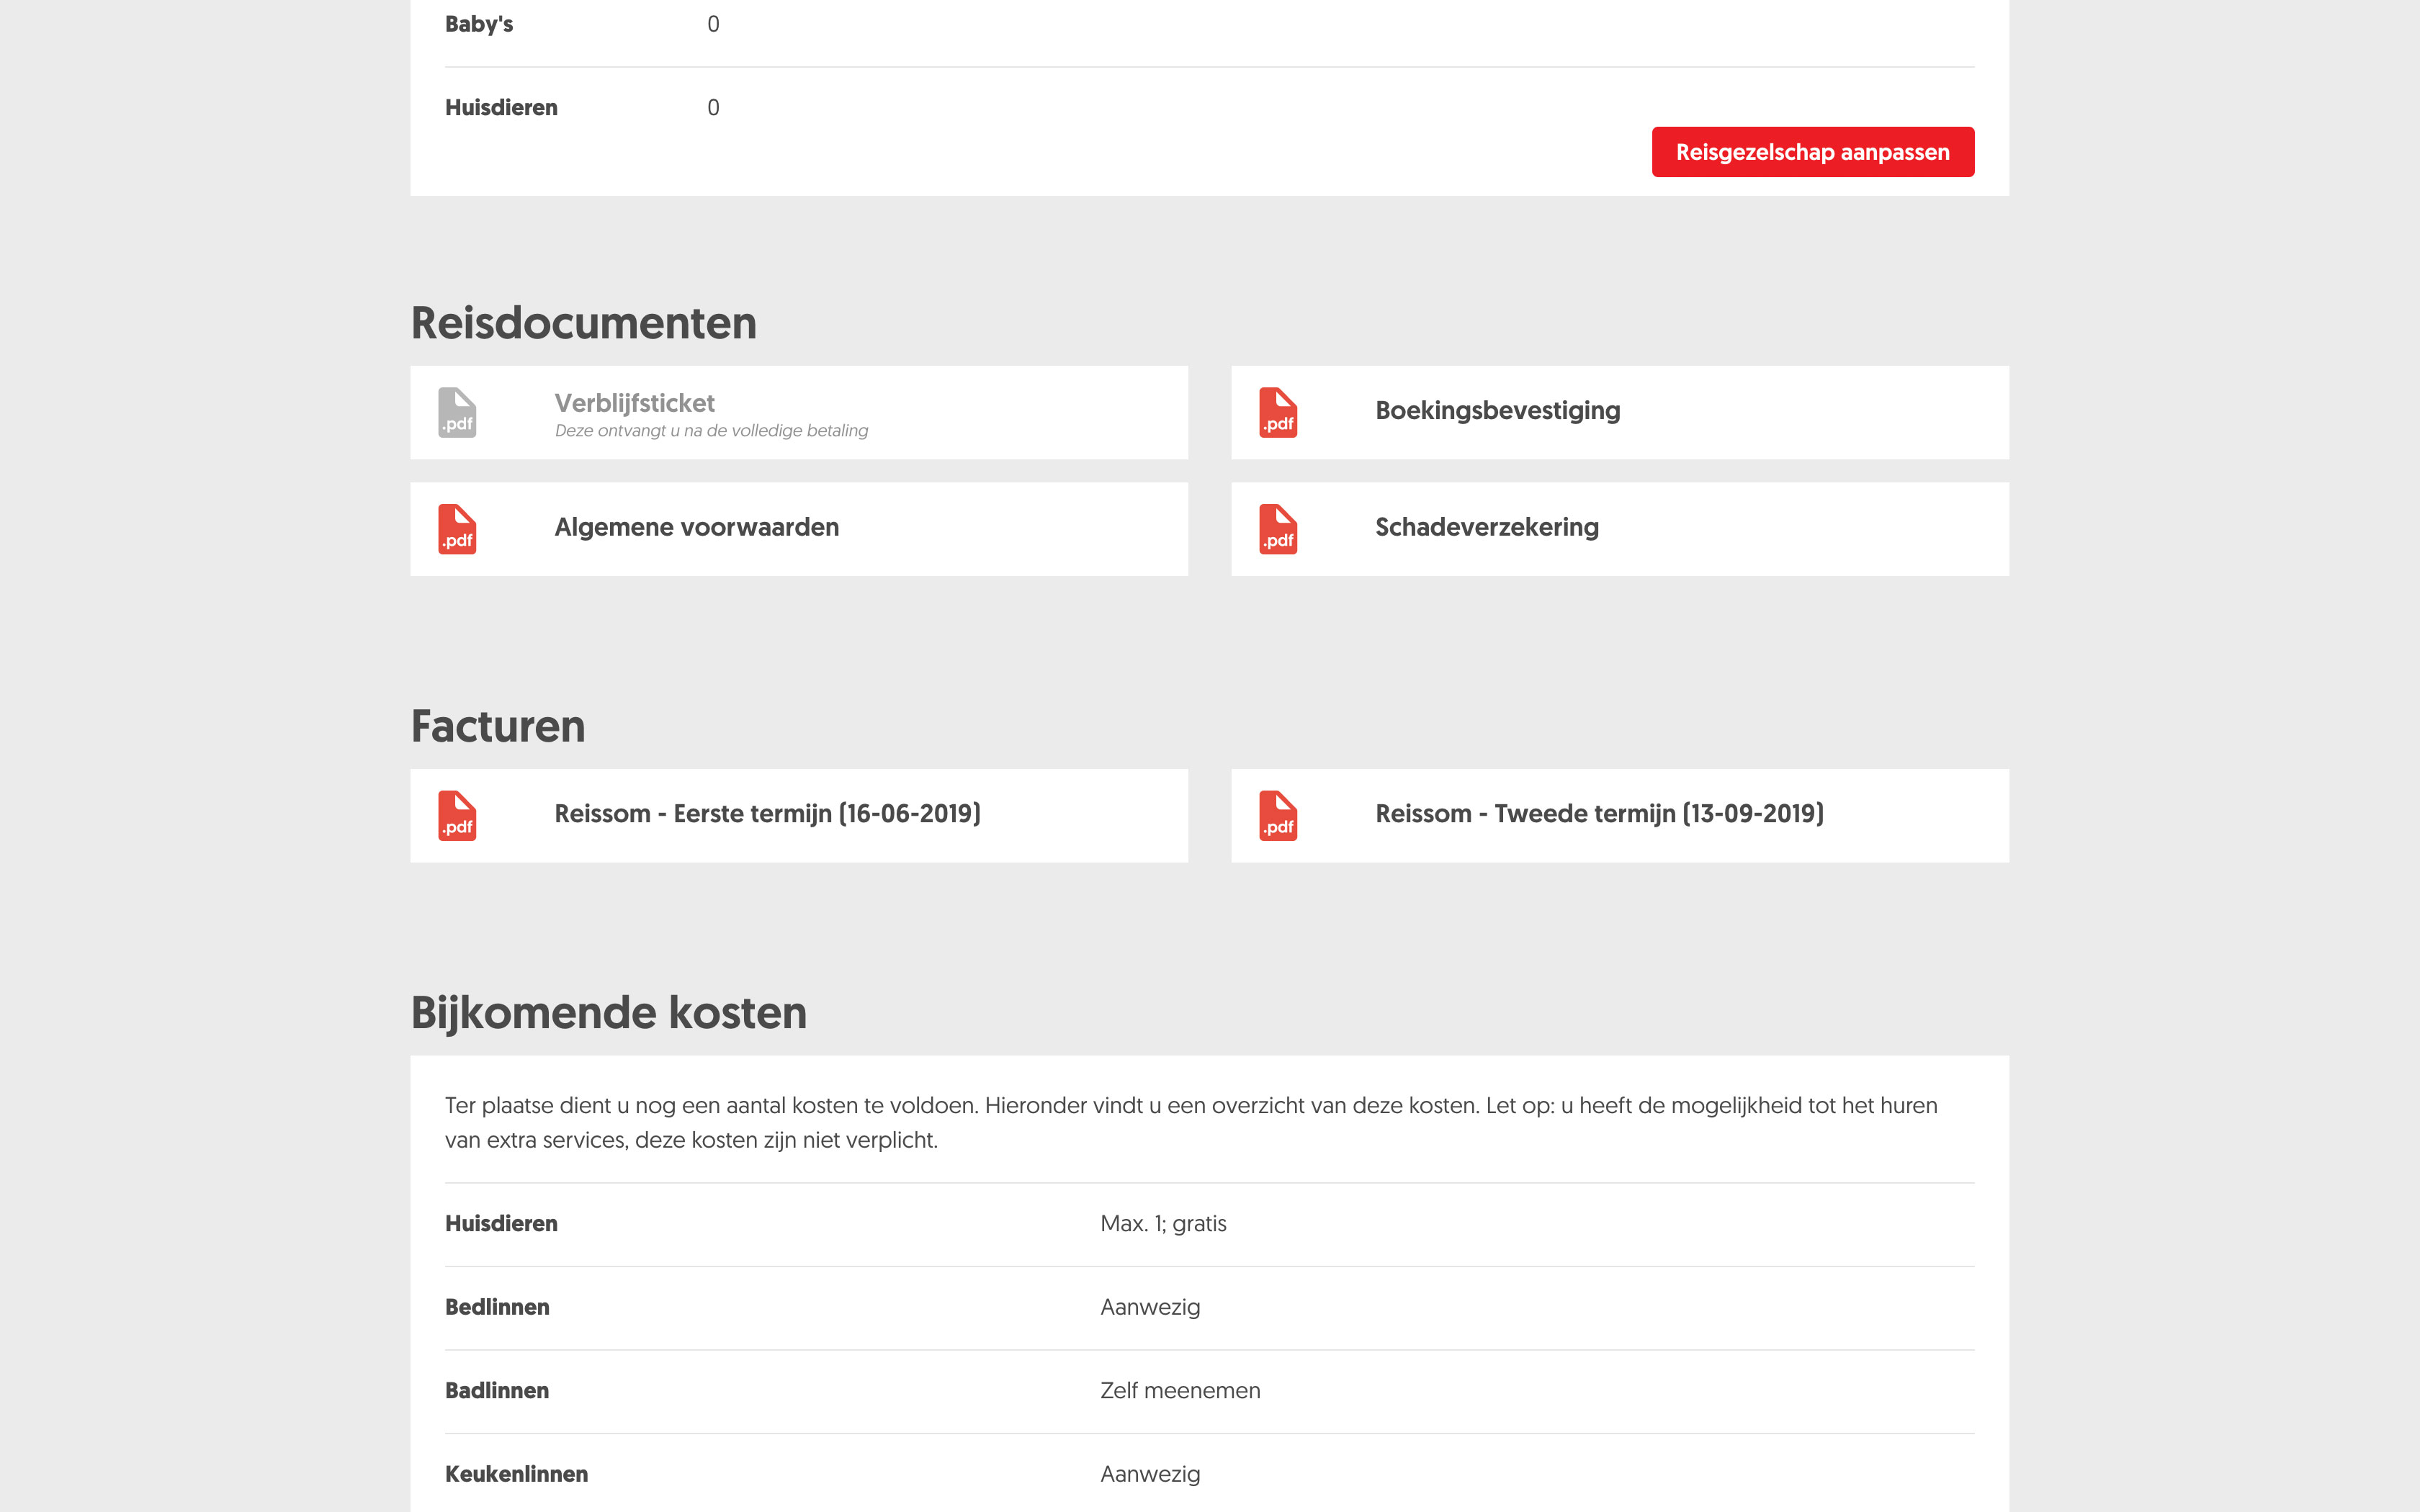 Baby's 0
Huisdieren 0
Reisgezelschap aanpassen
Reisdocumenten
.pdf Verblijfsticket
Deze ontvangt u na de volledige betaling
.pdf Boekingsbevestiging
.pdf Algemene voorwaarden
.pdf Schadeverzekering
Facturen
.pdf Reissom - Eerste termijn (16-06-2019)
.pdf Reissom - Tweede termijn (13-09-2019)
Bijkomende kosten
Ter plaatse dient u nog een aantal kosten te voldoen. Hieronder vindt u een overzicht van deze kosten. Let op: u heeft de mogelijkheid tot het huren
van extra services, deze kosten zijn niet verplicht.
Huisdieren Max. 1; gratis
Bedlinnen Aanwezig
Badlinnen Zelf meenemen
Keukenlinnen Aanwezig